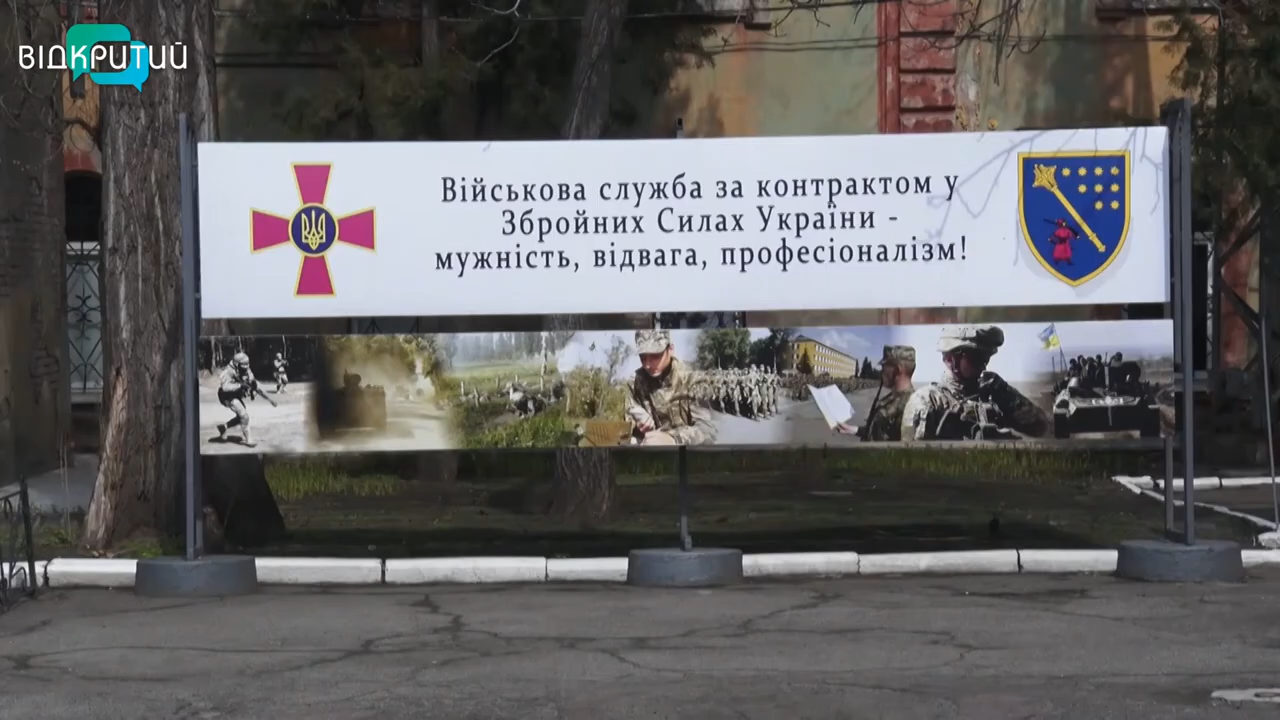 ВІДКРИТИЙ
Військова служба за контрактом у
Збройних Силах України -
мужність, відвага, професіоналізм!